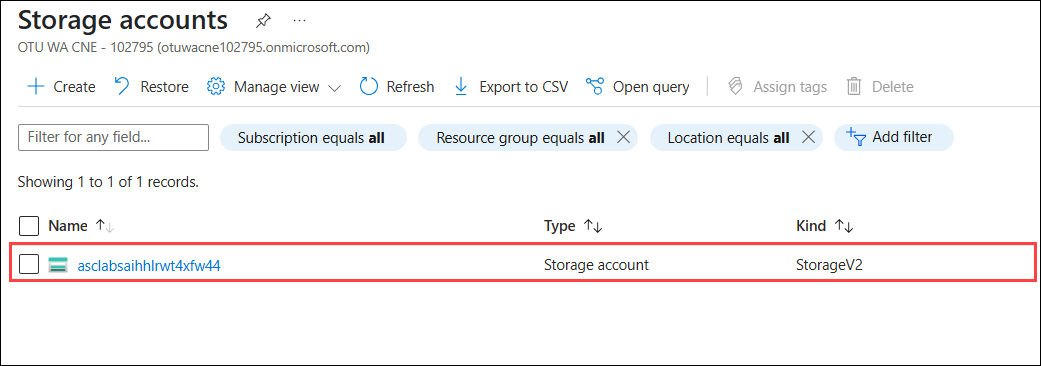 Storage accounts ...
OTU WA CNE - 102795 (otuwacne102795.onmicrosoft.com)
Create Restore Manage view Refresh Export to CSV Open query Assign tags Delete
Filter for any field... Subscription equals all Resource group equals all Location equals all Add filter
Showing 1 to 1 of 1 records.
Name Type Kind
asclabsaihhlrwt4xfw44 Storage account StorageV2